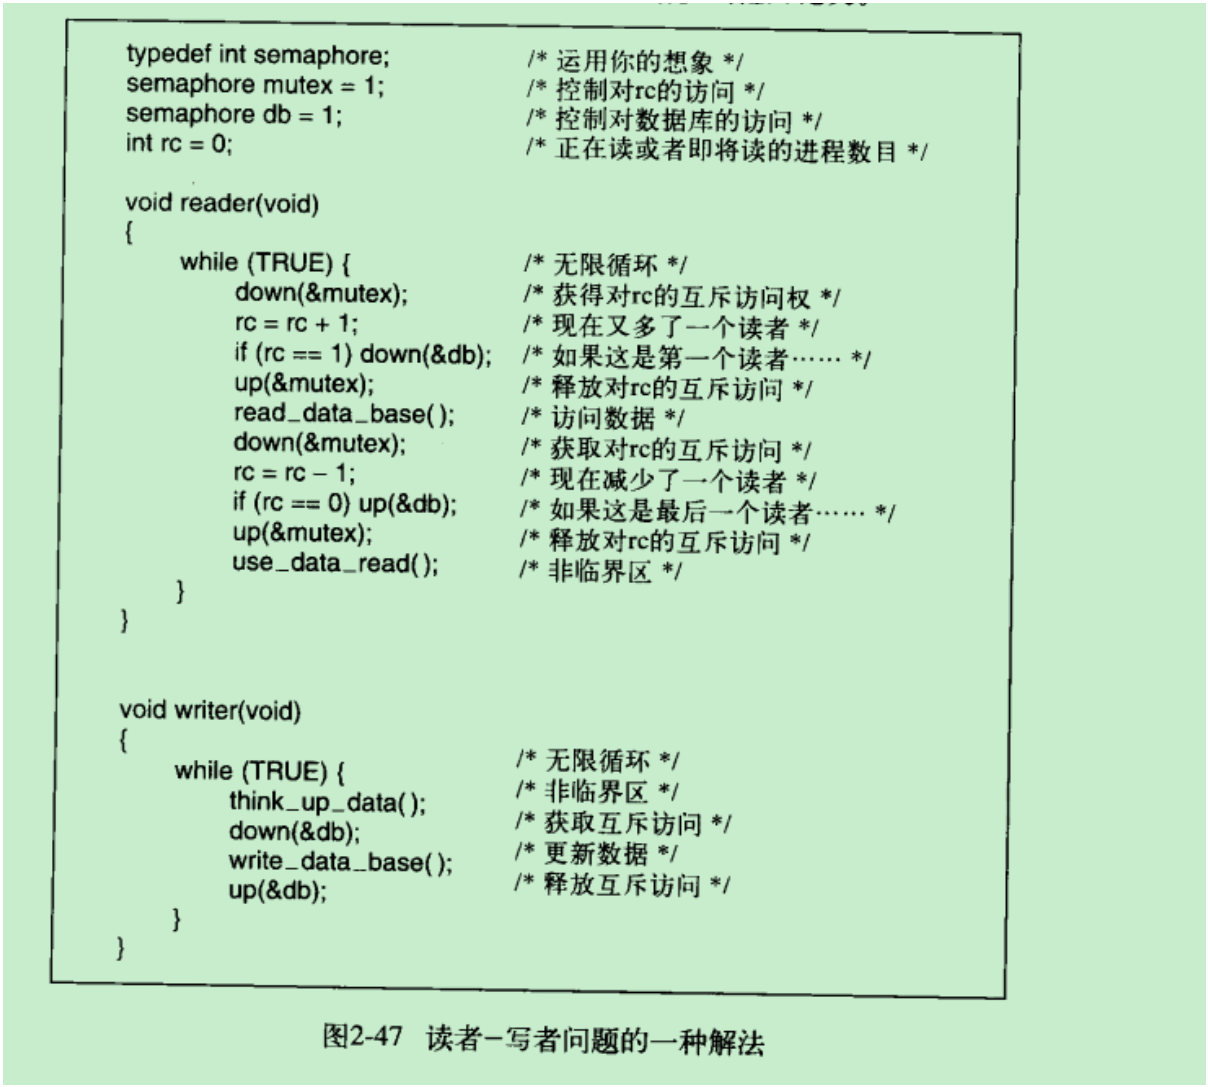 typedef int semaphore; /* 运用你的想象 */
semaphore mutex = 1; /* 控制对rc的访问 */
semaphore db = 1; /* 控制对数据库的访问 */
int rc = 0; /* 正在读或者即将读的进程数目 */
void reader(void)
{
while (TRUE) { /* 无限循环 */
down(&mutex); /* 获得对rc的互斥访问权 */
rc = rc + 1; /* 现在又多了一个读者 */
if (rc == 1) down(&db); /* 如果这是第一个读者…… */
up(&mutex); /* 释放对rc的互斥访问 */
read_data_base( ); /* 访问数据 */
down(&mutex); /* 获取对rc的互斥访问 */
rc = rc – 1; /* 现在减少了一个读者 */
if (rc == 0) up(&db); /* 如果这是最后一个读者…… */
up(&mutex); /* 释放对rc的互斥访问 */
use_data_read( ); /* 非临界区 */
}
}
void writer(void)
{
while (TRUE) { /* 无限循环 */
think_up_data( ); /* 非临界区 */
down(&db); /* 获取互斥访问 */
write_data_base( ); /* 更新数据 */
up(&db); /* 释放互斥访问 */
}
}
图2-47 读者–写者问题的一种解法